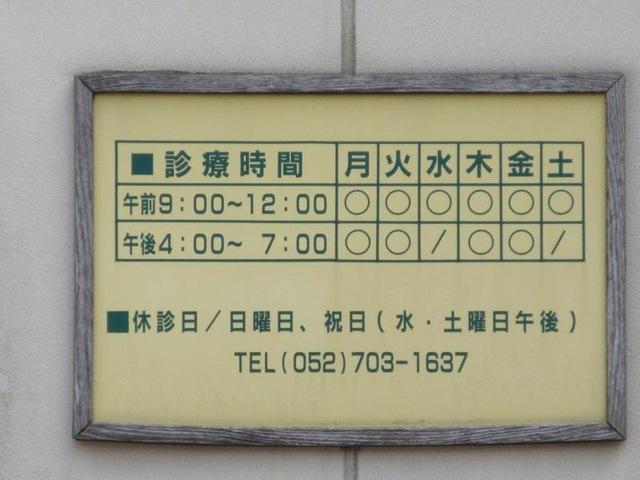 ■診療時間 月 火 水 木 金 土
午前9:00~12:00 ○ ○ ○ ○ ○ ○
午後4:00~ 7:00 ○ ○ / ○ ○ /
■休診日/日曜日、祝日(水・土曜日午後)
TEL(052)703-1637